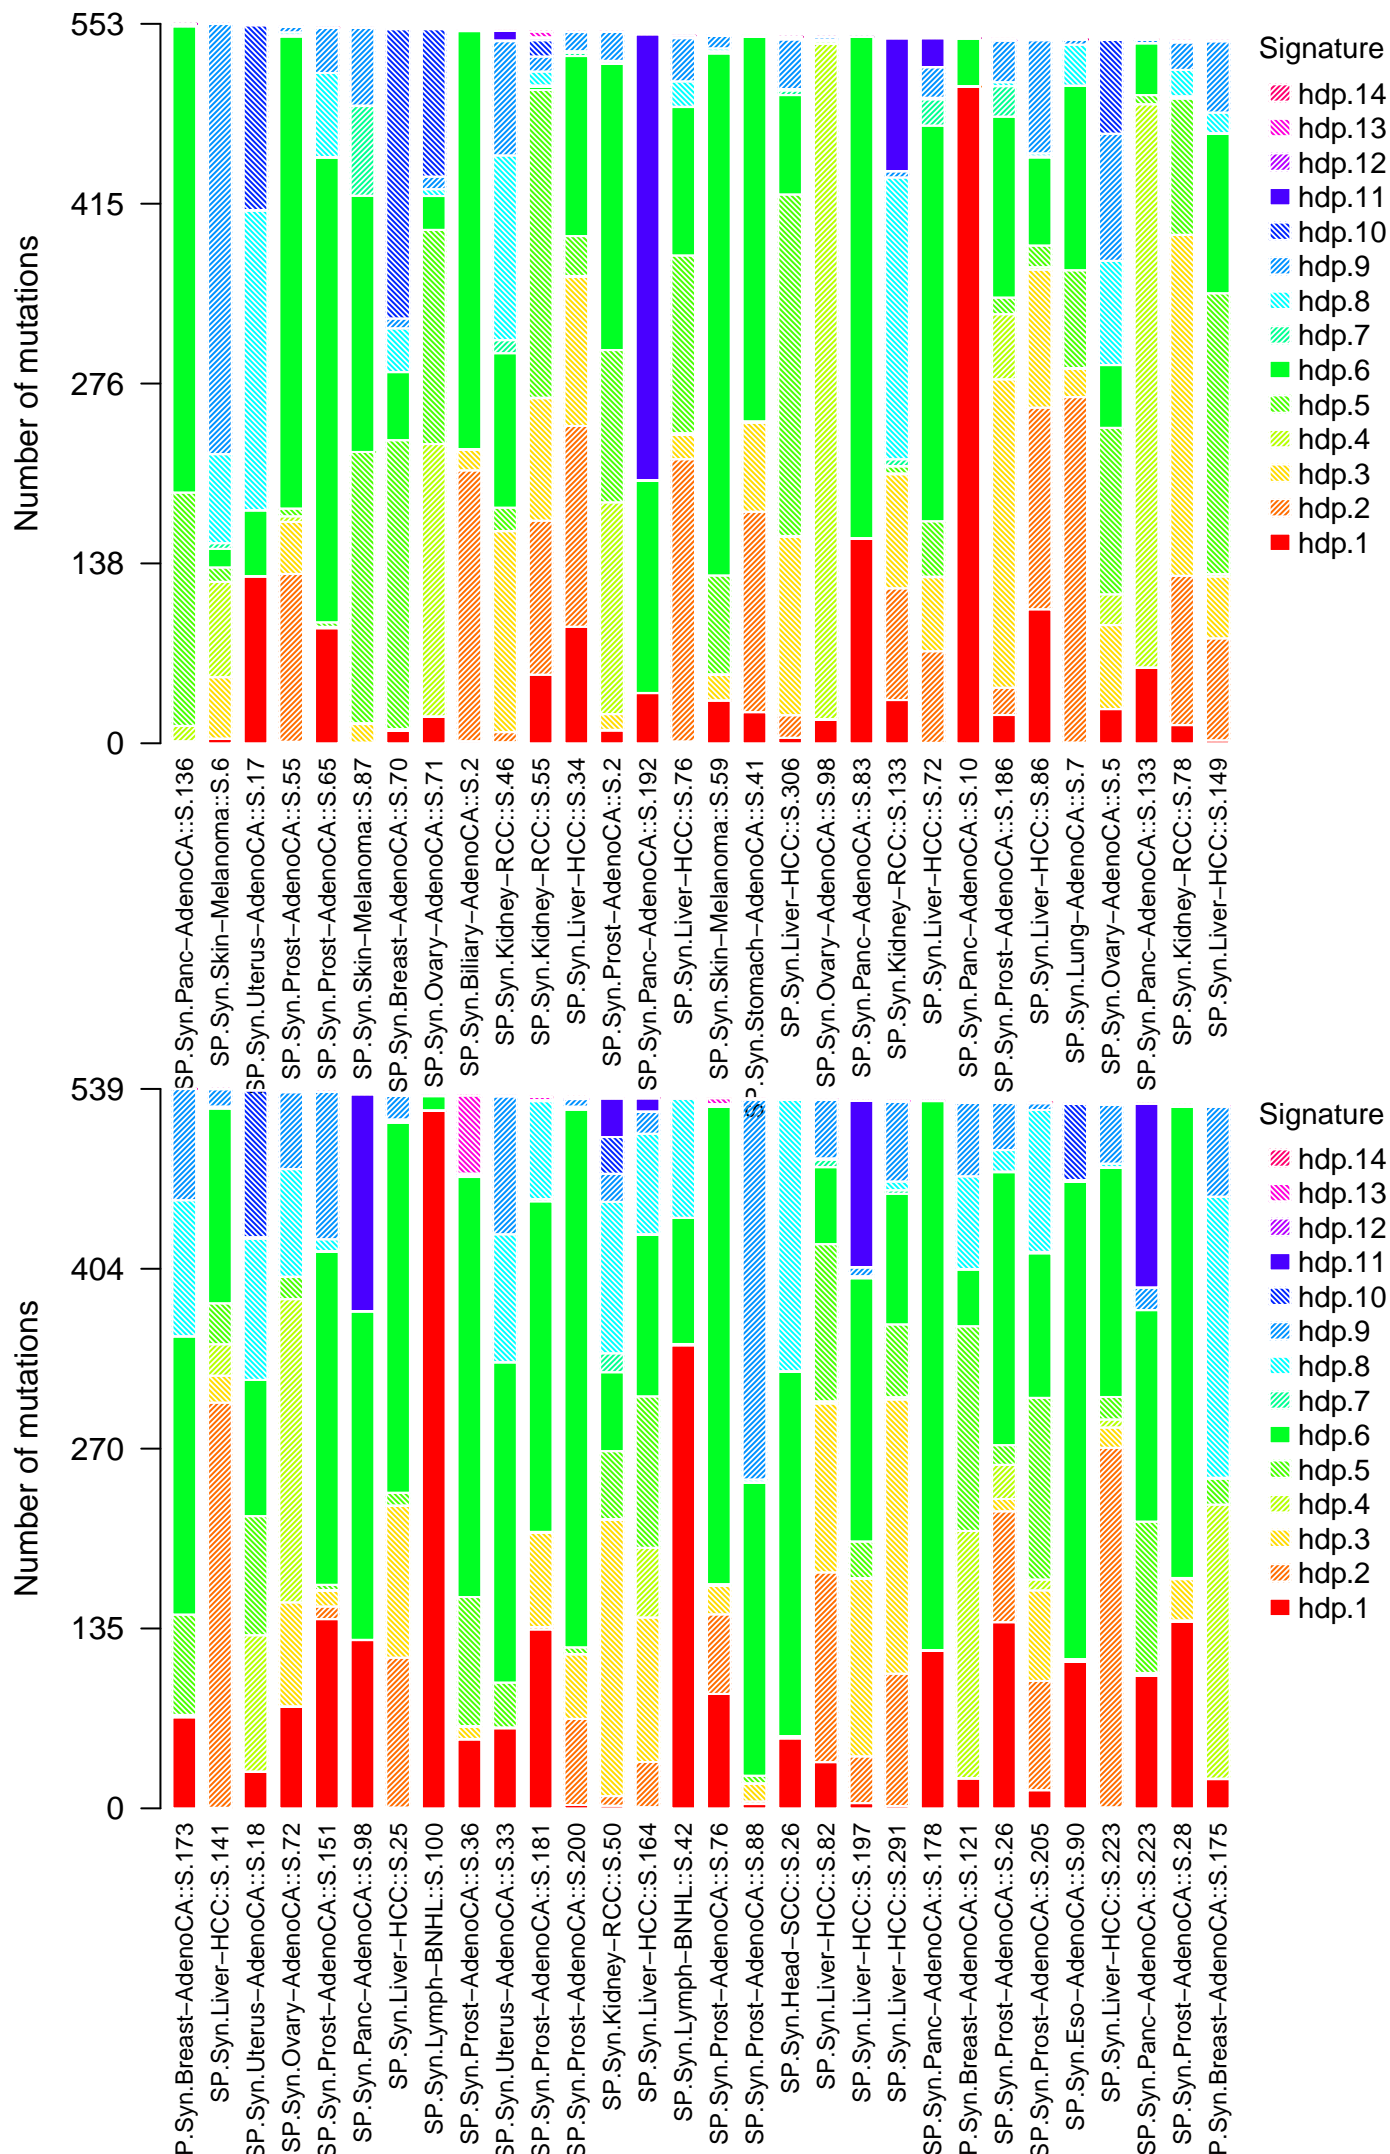 Number of mutations
553
415
276
138
0
Signature
hdp.14
hdp.13
hdp.12
hdp.11
hdp.10
hdp.9
hdp.8
hdp.7
hdp.6
hdp.5
hdp.4
hdp.3
hdp.2
hdp.1
SP.Syn.Panc−AdenoCA::S.136
SP.Syn.Skin−Melanoma::S.6
SP.Syn.Uterus−AdenoCA::S.17
SP.Syn.Prost−AdenoCA::S.55
SP.Syn.Prost−AdenoCA::S.65
SP.Syn.Skin−Melanoma::S.87
SP.Syn.Breast−AdenoCA::S.70
SP.Syn.Ovary−AdenoCA::S.71
SP.Syn.Biliary−AdenoCA::S.2
SP.Syn.Kidney−RCC::S.46
SP.Syn.Kidney−RCC::S.55
SP.Syn.Liver−HCC::S.34
SP.Syn.Prost−AdenoCA::S.2
SP.Syn.Panc−AdenoCA::S.192
SP.Syn.Liver−HCC::S.76
SP.Syn.Skin−Melanoma::S.59
SP.Syn.Stomach−AdenoCA::S.41
SP.Syn.Liver−HCC::S.306
SP.Syn.Ovary−AdenoCA::S.98
SP.Syn.Panc−AdenoCA::S.83
SP.Syn.Kidney−RCC::S.133
SP.Syn.Liver−HCC::S.72
SP.Syn.Panc−AdenoCA::S.10
SP.Syn.Prost−AdenoCA::S.186
SP.Syn.Liver−HCC::S.86
SP.Syn.Lung−AdenoCA::S.7
SP.Syn.Ovary−AdenoCA::S.5
SP.Syn.Panc−AdenoCA::S.133
SP.Syn.Kidney−RCC::S.78
SP.Syn.Liver−HCC::S.149
Number of mutations
539
404
270
135
0
Signature
hdp.14
hdp.13
hdp.12
hdp.11
hdp.10
hdp.9
hdp.8
hdp.7
hdp.6
hdp.5
hdp.4
hdp.3
hdp.2
hdp.1
SP.Syn.Breast−AdenoCA::S.173
SP.Syn.Liver−HCC::S.141
SP.Syn.Uterus−AdenoCA::S.18
SP.Syn.Ovary−AdenoCA::S.72
SP.Syn.Prost−AdenoCA::S.151
SP.Syn.Panc−AdenoCA::S.98
SP.Syn.Liver−HCC::S.25
SP.Syn.Lymph−BNHL::S.100
SP.Syn.Prost−AdenoCA::S.36
SP.Syn.Uterus−AdenoCA::S.33
SP.Syn.Prost−AdenoCA::S.181
SP.Syn.Prost−AdenoCA::S.200
SP.Syn.Kidney−RCC::S.50
SP.Syn.Liver−HCC::S.164
SP.Syn.Lymph−BNHL::S.42
SP.Syn.Prost−AdenoCA::S.76
SP.Syn.Prost−AdenoCA::S.88
SP.Syn.Head−SCC::S.26
SP.Syn.Liver−HCC::S.82
SP.Syn.Liver−HCC::S.197
SP.Syn.Liver−HCC::S.291
SP.Syn.Panc−AdenoCA::S.178
SP.Syn.Breast−AdenoCA::S.121
SP.Syn.Prost−AdenoCA::S.26
SP.Syn.Prost−AdenoCA::S.205
SP.Syn.Eso−AdenoCA::S.90
SP.Syn.Liver−HCC::S.223
SP.Syn.Panc−AdenoCA::S.223
SP.Syn.Prost−AdenoCA::S.28
SP.Syn.Breast−AdenoCA::S.175